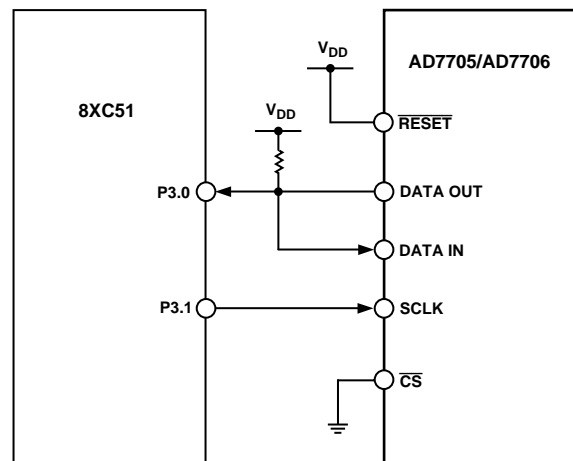 V_DD
AD7705/AD7706
8XC51
V_DD
RESET
P3.0
DATA OUT
DATA IN
P3.1
SCLK
CS